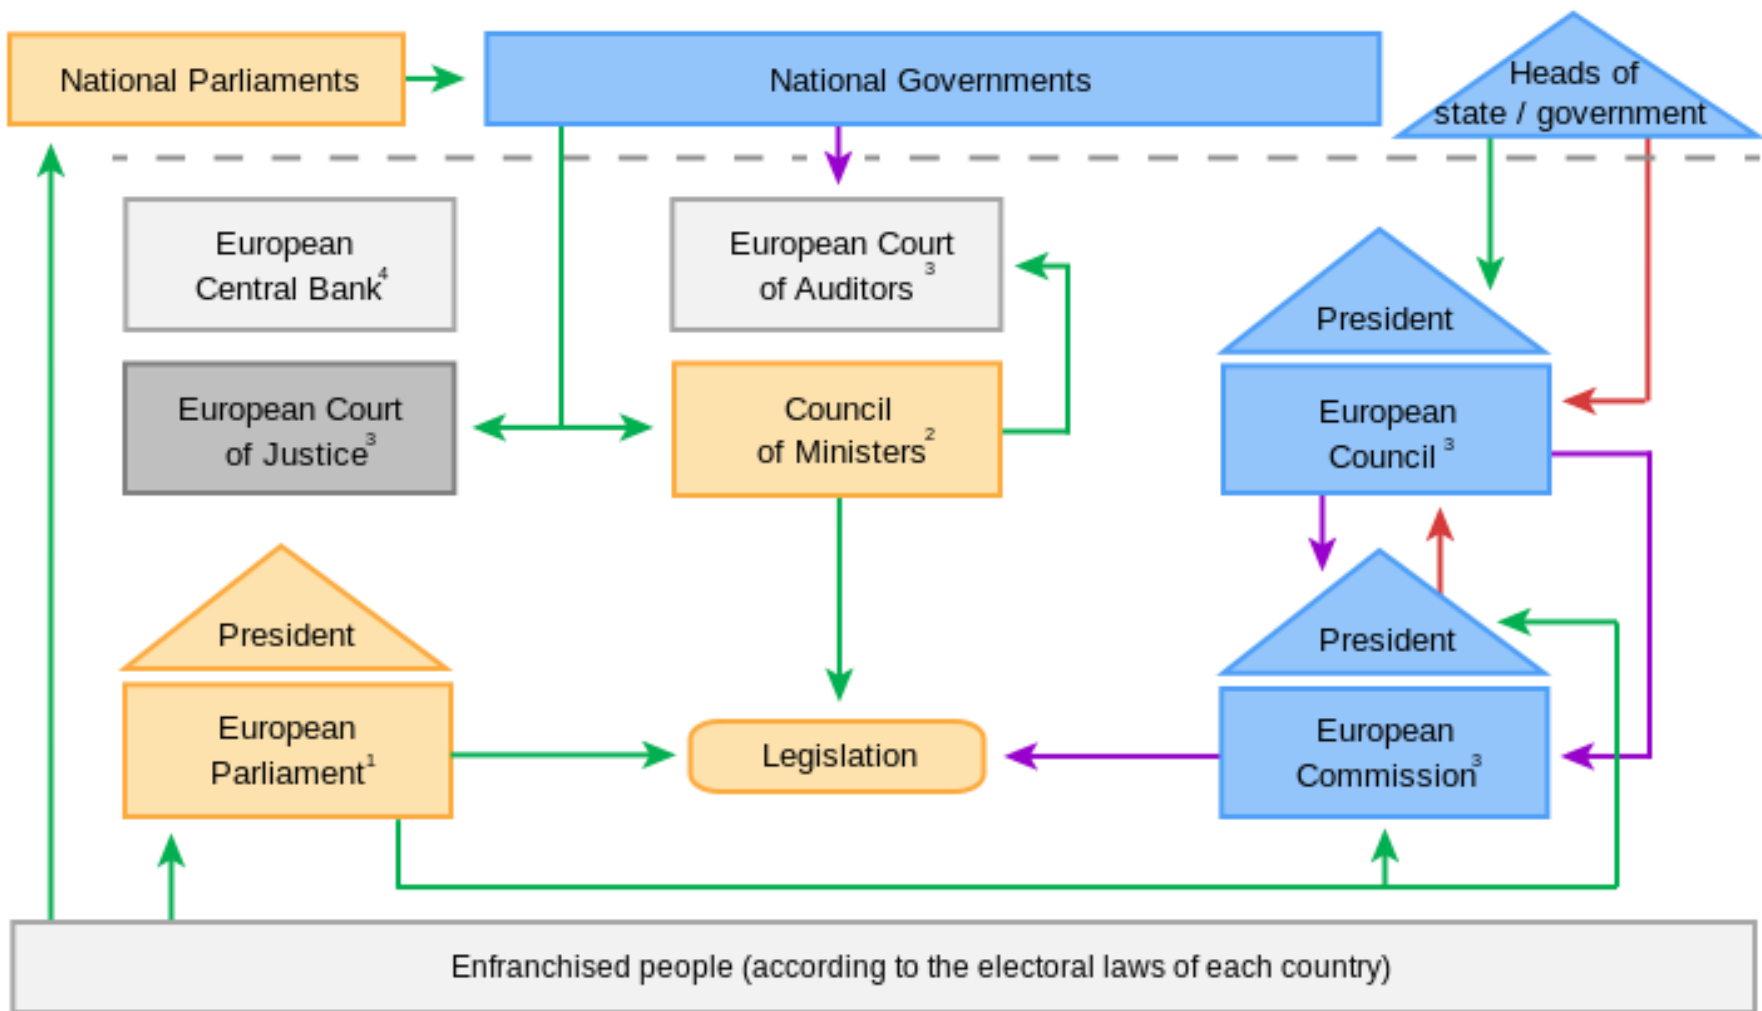 National Parliaments
National Governments
Heads of
state / government
European
Central Bank4
European Court
of Auditors3
President
European Court
of Justice3
Council
of Ministers2
European
Council 3
President
President
European
Parliament1
Legislation
European
Commission3
Enfranchised people (according to the electoral laws of each country)